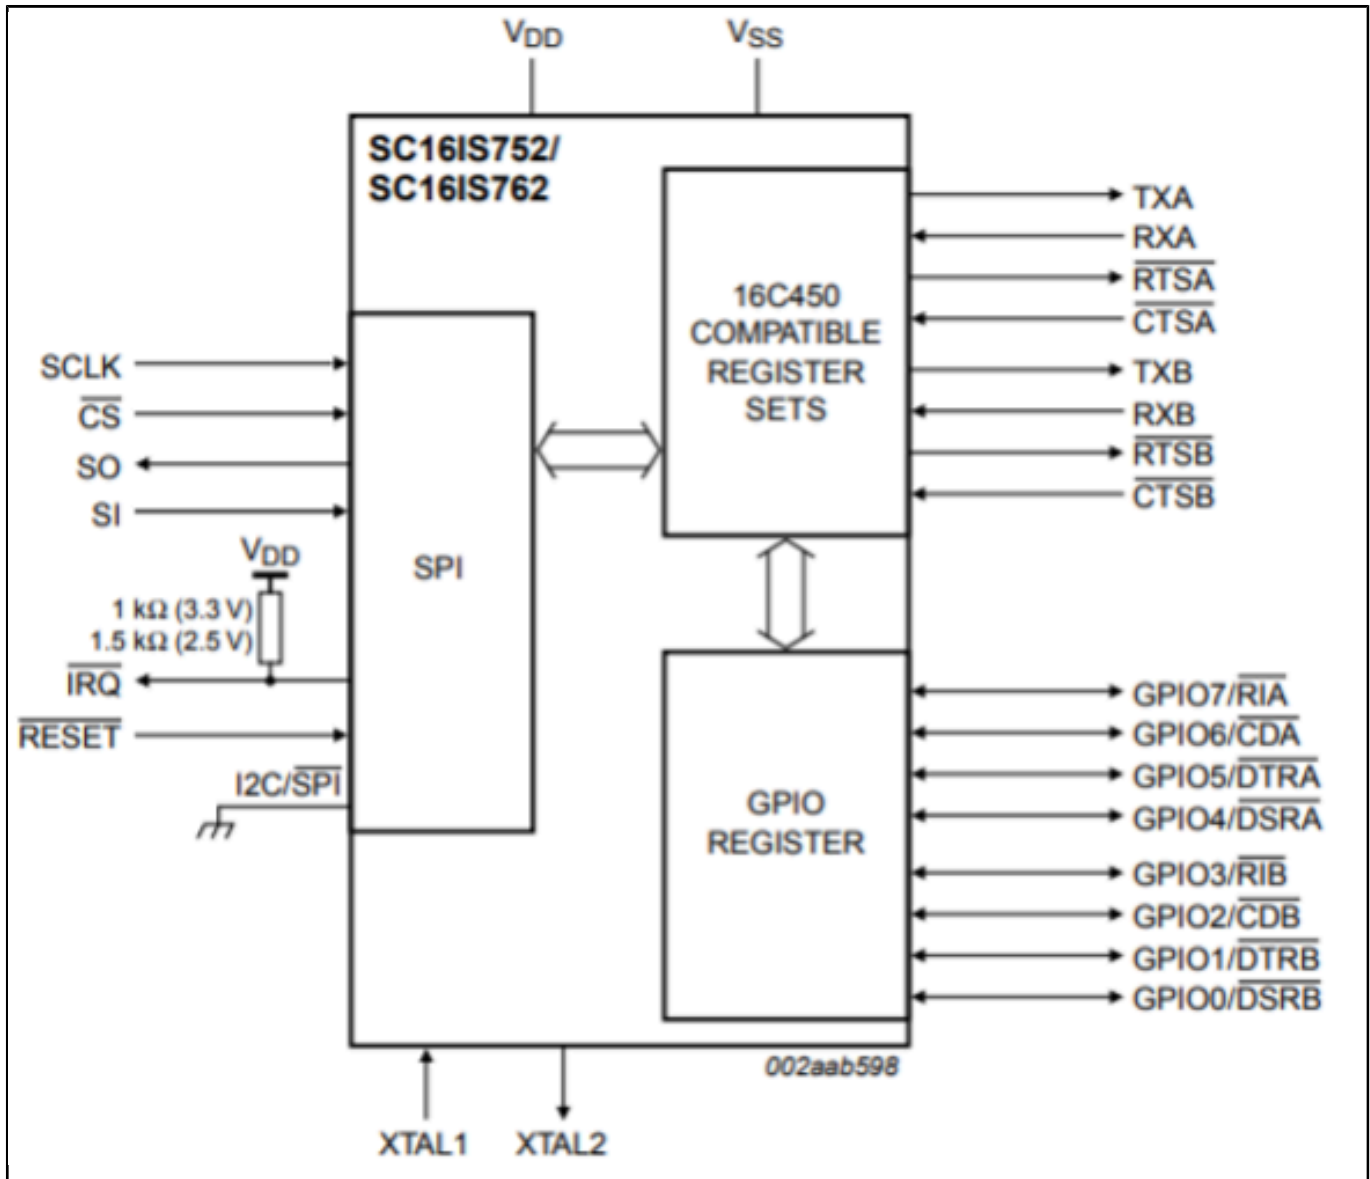 VDD
VSS
SC16IS752/
SC16IS762
16C450
COMPATIBLE
REGISTER
SETS
TXA
RXA
RTSA
CTSA
TXB
RXB
RTSB
CTSB
SCLK
CS
SO
SI
VDD
1 kΩ (3.3 V)
1.5 kΩ (2.5 V)
IRQ
RESET
I2C/SPI
SPI
GPIO
REGISTER
GPIO7/RIA
GPIO6/CDA
GPIO5/DTRA
GPIO4/DSRA
GPIO3/RIB
GPIO2/CDB
GPIO1/DTRB
GPIO0/DSRB
002aab598
XTAL1
XTAL2